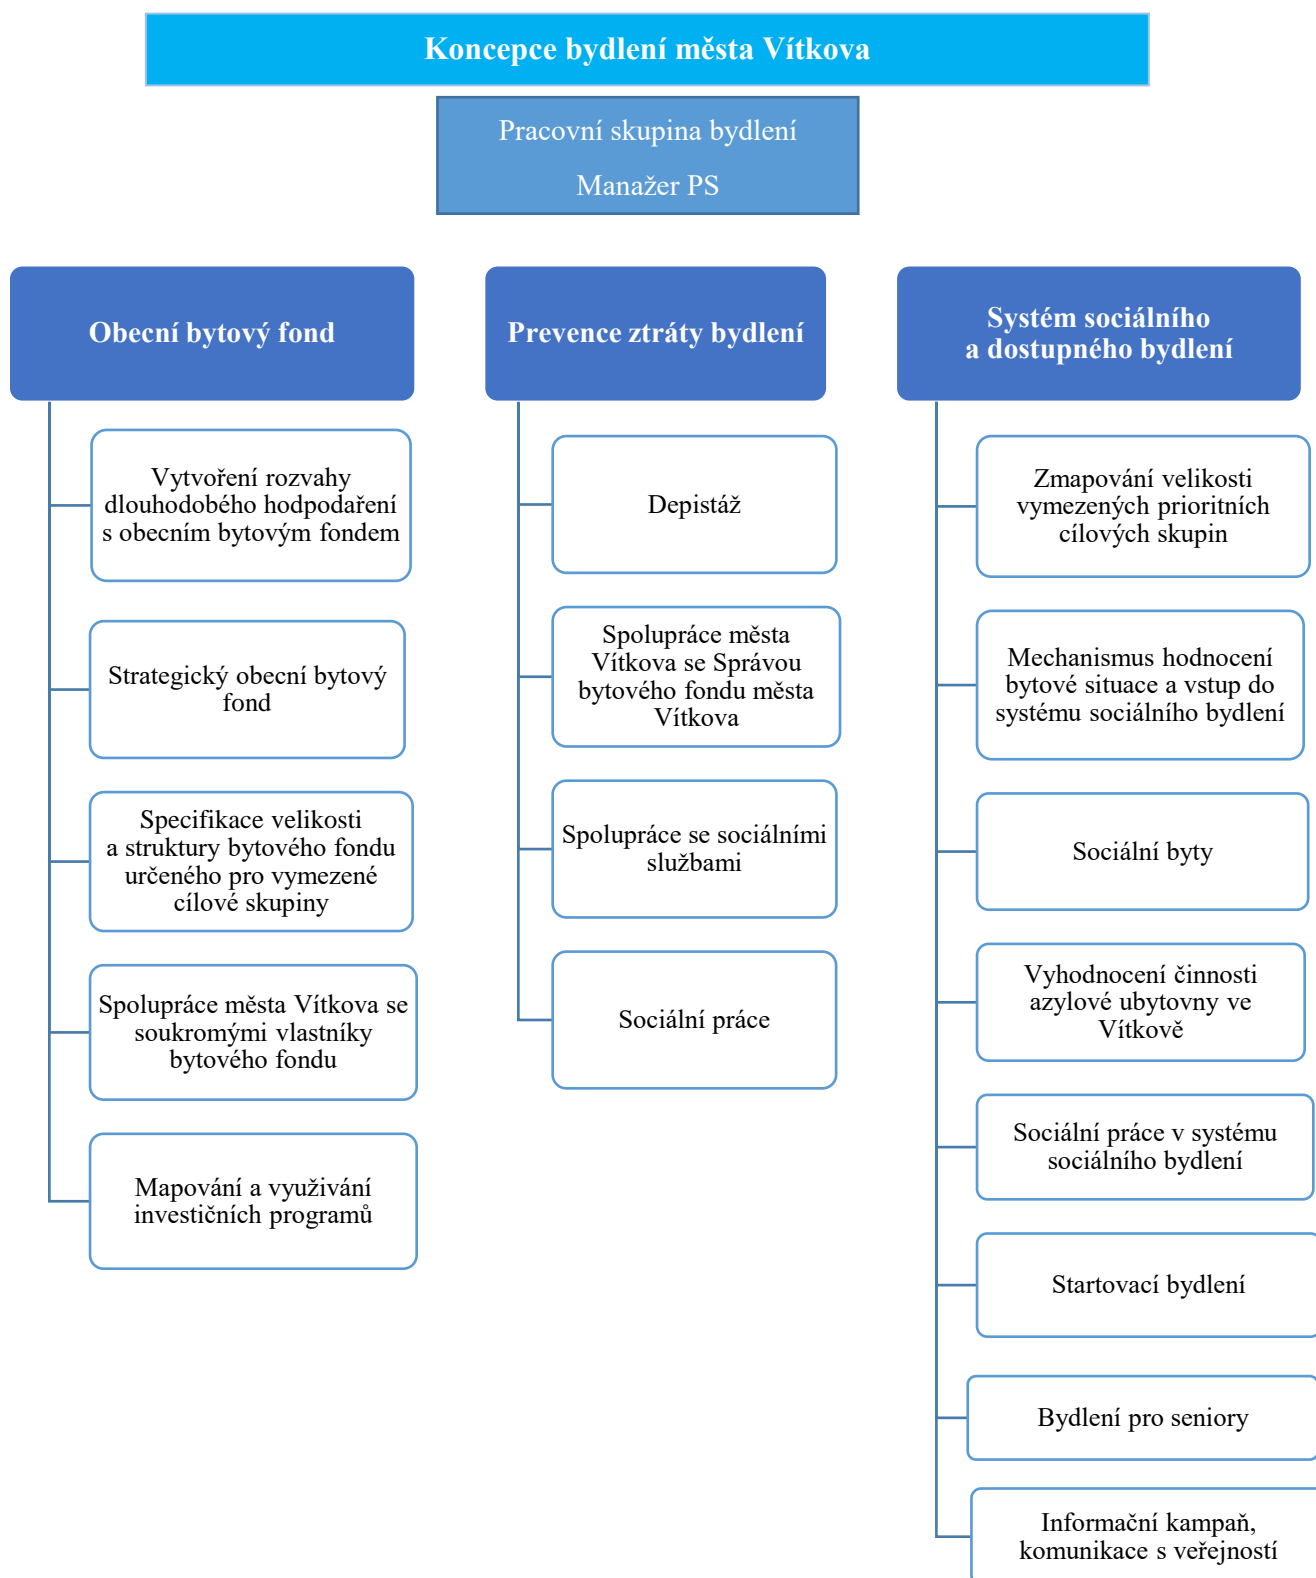 Koncepce bydlení města Vítkova
Pracovní skupina bydlení
Manažer PS
Obecní bytový fond
Vytvoření rozvahy
dlouhodobého hodpodaření
s obecním bytovým fondem
Strategický obecní bytový
fond
Specifikace velikosti
a struktury bytového fondu
určeného pro vymezené
cílové skupiny
Spolupráce města Vítkova se
soukromými vlastníky
bytového fondu
Mapování a využivání
investičních programů
Prevence ztráty bydlení
Depistáž
Spolupráce města
Vítkova se Správou
bytového fondu města
Vítkova
Spolupráce se sociálními
službami
Sociální práce
Systém sociálního
a dostupného bydlení
Zmapování velikosti
vymezených prioritních
cílových skupin
Mechanismus hodnocení
bytové situace a vstup do
systému sociálního bydlení
Sociální byty
Vyhodnocení činnosti
azylové ubytovny ve
Vítkově
Sociální práce v systému
sociálního bydlení
Startovací bydlení
Bydlení pro seniory
Informační kampaň,
komunikace s veřejností